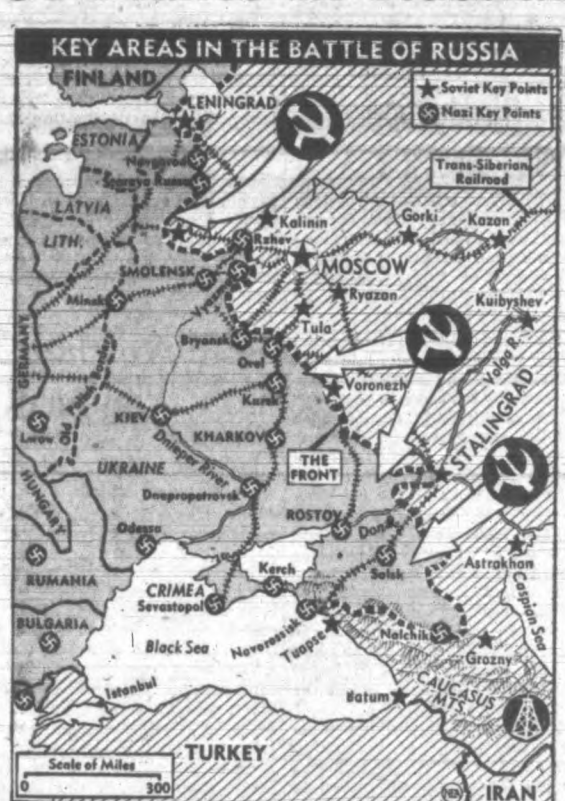 KEY AREAS IN THE BATTLE OF RUSSIA
FINLAND
★ Soviet Key Points
Nazi Key Points
LENINGRAD
ESTONIA
Novgorod
Staraya Russa
Trans-Siberian
Railroad
LATVIA
LITH.
Kalinin
Gorki
Kazan
Rzhev
MOSCOW
SMOLENSK
Ryazan
Minsk
Vyazma
Kuibyshev
Tula
GERMANY
Bryansk
Orel
Volga R.
Old Polish Border
Voronezh
Kursk
KIEV
Lwow
KHARKOV
STALINGRAD
Dnieper River
THE
FRONT
UKRAINE
HUNGARY
Dnepropetrovsk
Odessa
ROSTOV
Don
RUMANIA
Kerch
Salsk
Astrakhan
CRIMEA
Sevastopol
Caspian Sea
BULGARIA
Black Sea
Novorossisk
Tuapse
Nalchik
Grozny
Istanbul
Batum
CAUCASUS
MTS.
TURKEY
Scale of Miles
0 300
NEA
IRAN